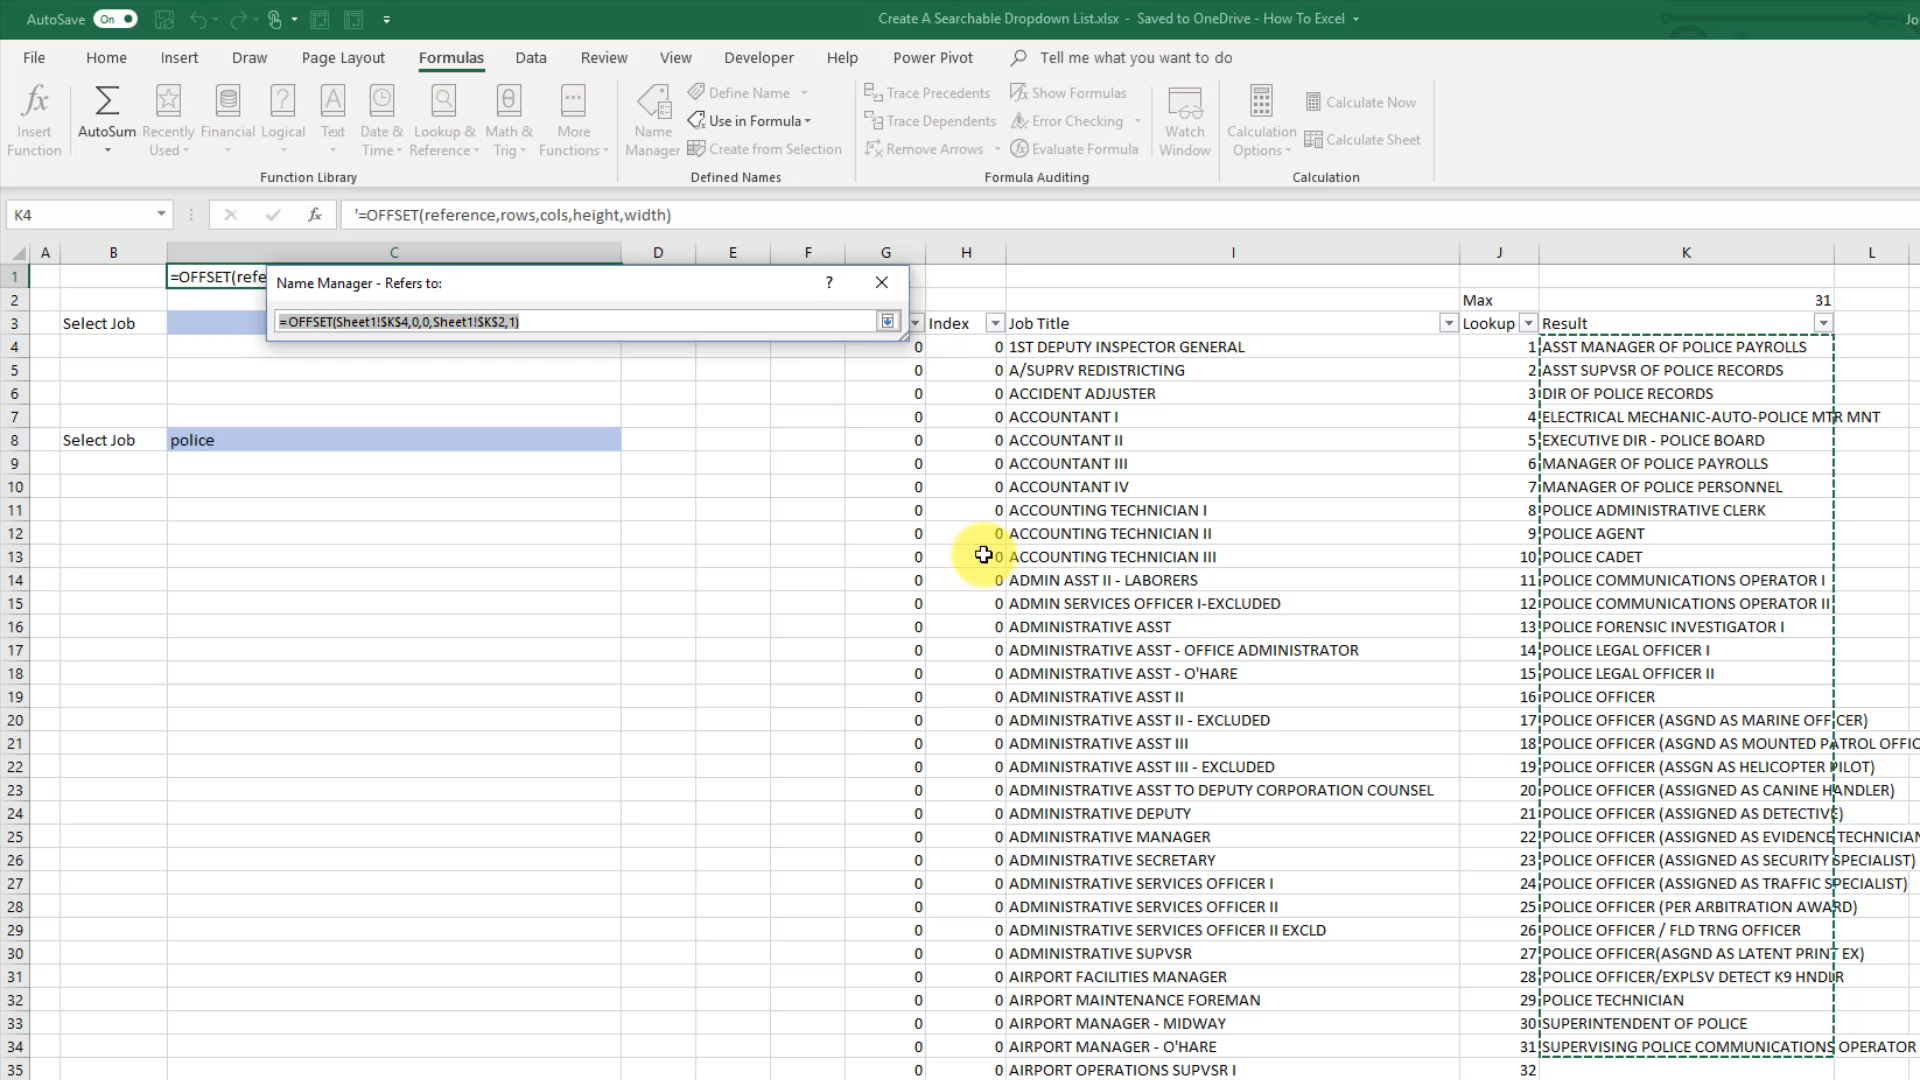 AutoSave On Create A Searchable Dropdown List.xlsx - Saved to OneDrive - How To Excel Jo
File Home Insert Draw Page Layout Formulas Data Review View Developer Help Power Pivot Tell me what you want to do
Insert Function AutoSum Recently Used Financial Logical Text Date & Time Lookup & Reference Math & Trig More Functions
Function Library
Name Manager Define Name Use in Formula Create from Selection
Defined Names
Trace Precedents Show Formulas
Trace Dependents Error Checking
Remove Arrows Evaluate Formula
Watch Window
Formula Auditing
Calculation Options Calculate Now Calculate Sheet
Calculation
K4 fx '=OFFSET(reference,rows,cols,height,width)
A B C D E F G H I J K L
1 =OFFSET(refe
Name Manager - Refers to: ?
=OFFSET(Sheet1!$K$4,0,0,Sheet1!$K$2,1)
2 Max 31
3 Select Job Index Job Title Lookup Result
4 0 0 1ST DEPUTY INSPECTOR GENERAL 1 ASST MANAGER OF POLICE PAYROLLS
5 0 0 A/SUPRV REDISTRICTING 2 ASST SUPVSR OF POLICE RECORDS
6 0 0 ACCIDENT ADJUSTER 3 DIR OF POLICE RECORDS
7 0 0 ACCOUNTANT I 4 ELECTRICAL MECHANIC-AUTO-POLICE MTR MNT
8 Select Job police 0 0 ACCOUNTANT II 5 EXECUTIVE DIR - POLICE BOARD
9 0 0 ACCOUNTANT III 6 MANAGER OF POLICE PAYROLLS
10 0 0 ACCOUNTANT IV 7 MANAGER OF POLICE PERSONNEL
11 0 0 ACCOUNTING TECHNICIAN I 8 POLICE ADMINISTRATIVE CLERK
12 0 0 ACCOUNTING TECHNICIAN II 9 POLICE AGENT
13 0 0 ACCOUNTING TECHNICIAN III 10 POLICE CADET
14 0 0 ADMIN ASST II - LABORERS 11 POLICE COMMUNICATIONS OPERATOR I
15 0 0 ADMIN SERVICES OFFICER I-EXCLUDED 12 POLICE COMMUNICATIONS OPERATOR II
16 0 0 ADMINISTRATIVE ASST 13 POLICE FORENSIC INVESTIGATOR I
17 0 0 ADMINISTRATIVE ASST - OFFICE ADMINISTRATOR 14 POLICE LEGAL OFFICER I
18 0 0 ADMINISTRATIVE ASST - O'HARE 15 POLICE LEGAL OFFICER II
19 0 0 ADMINISTRATIVE ASST II 16 POLICE OFFICER
20 0 0 ADMINISTRATIVE ASST II - EXCLUDED 17 POLICE OFFICER (ASGND AS MARINE OFFICER)
21 0 0 ADMINISTRATIVE ASST III 18 POLICE OFFICER (ASGND AS MOUNTED PATROL OFFIC
22 0 0 ADMINISTRATIVE ASST III - EXCLUDED 19 POLICE OFFICER (ASSGN AS HELICOPTER PILOT)
23 0 0 ADMINISTRATIVE ASST TO DEPUTY CORPORATION COUNSEL 20 POLICE OFFICER (ASSIGNED AS CANINE HANDLER)
24 0 0 ADMINISTRATIVE DEPUTY 21 POLICE OFFICER (ASSIGNED AS DETECTIVE)
25 0 0 ADMINISTRATIVE MANAGER 22 POLICE OFFICER (ASSIGNED AS EVIDENCE TECHNICIAN
26 0 0 ADMINISTRATIVE SECRETARY 23 POLICE OFFICER (ASSIGNED AS SECURITY SPECIALIST)
27 0 0 ADMINISTRATIVE SERVICES OFFICER I 24 POLICE OFFICER (ASSIGNED AS TRAFFIC SPECIALIST)
28 0 0 ADMINISTRATIVE SERVICES OFFICER II 25 POLICE OFFICER (PER ARBITRATION AWARD)
29 0 0 ADMINISTRATIVE SERVICES OFFICER II EXCLD 26 POLICE OFFICER / FLD TRNG OFFICER
30 0 0 ADMINISTRATIVE SUPVSR 27 POLICE OFFICER(ASGND AS LATENT PRINT EX)
31 0 0 AIRPORT FACILITIES MANAGER 28 POLICE OFFICER/EXPLSV DETECT K9 HNDLR
32 0 0 AIRPORT MAINTENANCE FOREMAN 29 POLICE TECHNICIAN
33 0 0 AIRPORT MANAGER - MIDWAY 30 SUPERINTENDENT OF POLICE
34 0 0 AIRPORT MANAGER - O'HARE 31 SUPERVISING POLICE COMMUNICATIONS OPERATOR
35 0 0 AIRPORT OPERATIONS SUPVSR I 32